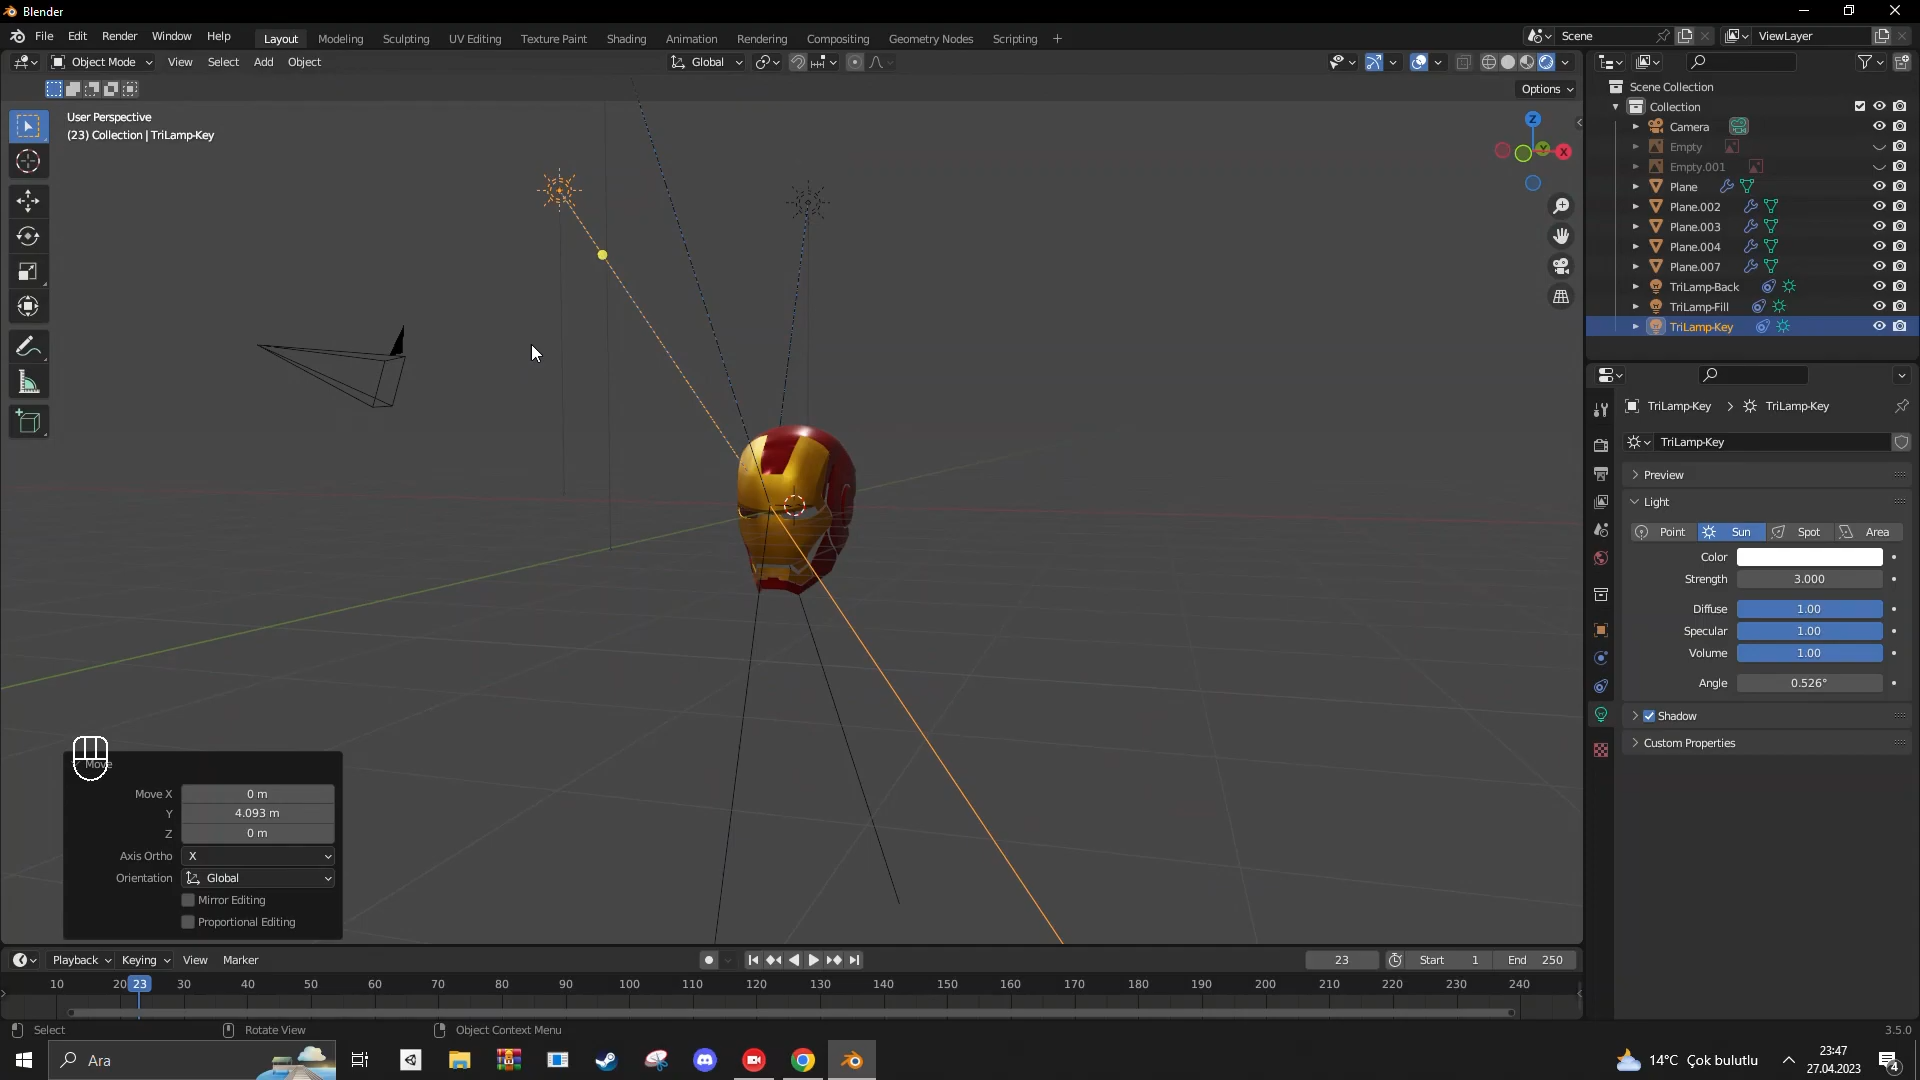 Blender
File Edit Render Window Help
Layout Modeling Sculpting UV Editing Texture Paint Shading Animation Rendering Compositing Geometry Nodes Scripting +
Scene
ViewLayer
Object Mode View Select Add Object
Global
Options
User Perspective
(23) Collection | TriLamp-Key
Z
Y
X
Scene Collection
Collection
Camera
Empty
Empty.001
Plane
Plane.002
Plane.003
Plane.004
Plane.007
TriLamp-Back
TriLamp-Fill
TriLamp-Key
TriLamp-Key > TriLamp-Key
TriLamp-Key
Preview
Light
Point Sun Spot Area
Color
Strength 3.000
Diffuse 1.00
Specular 1.00
Volume 1.00
Angle 0.526°
Shadow
Custom Properties
Move
Move X 0 m
Y 4.093 m
Z 0 m
Axis Ortho X
Orientation Global
Mirror Editing
Proportional Editing
Playback Keying View Marker
23
Start 1 End 250
10 20 23 30 40 50 60 70 80 90 100 110 120 130 140 150 160 170 180 190 200 210 220 230 240
Select Rotate View Object Context Menu
3.5.0
Ara
14°C Çok bulutlu
23:47
27.04.2023
4